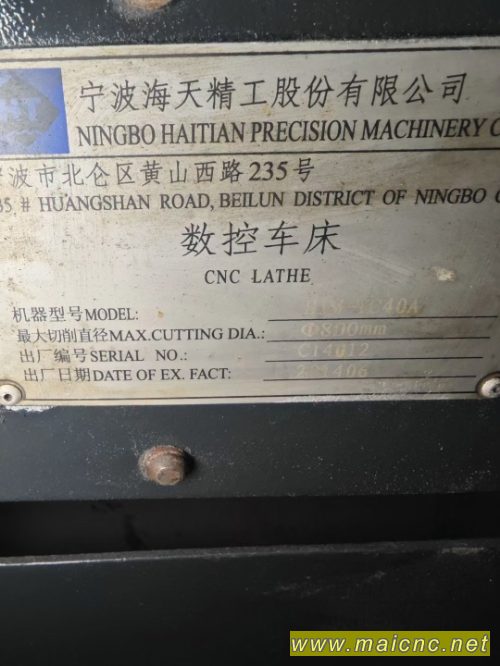 宁波海天精工股份有限公司
NINGBO HAITIAN PRECISION MACHINERY C
波市北仑区黄山西路235号
35 # HUANGSHAN ROAD, BEILUN DISTRICT OF NINGBO
数控车床
CNC LATHE
机器型号MODEL:
最大切削直径MAX.CUTTING DIA.: Φ800mm
出厂编号SERIAL NO.: C14012
出厂日期DATE OF EX. FACT: 201406
www.maicnc.net